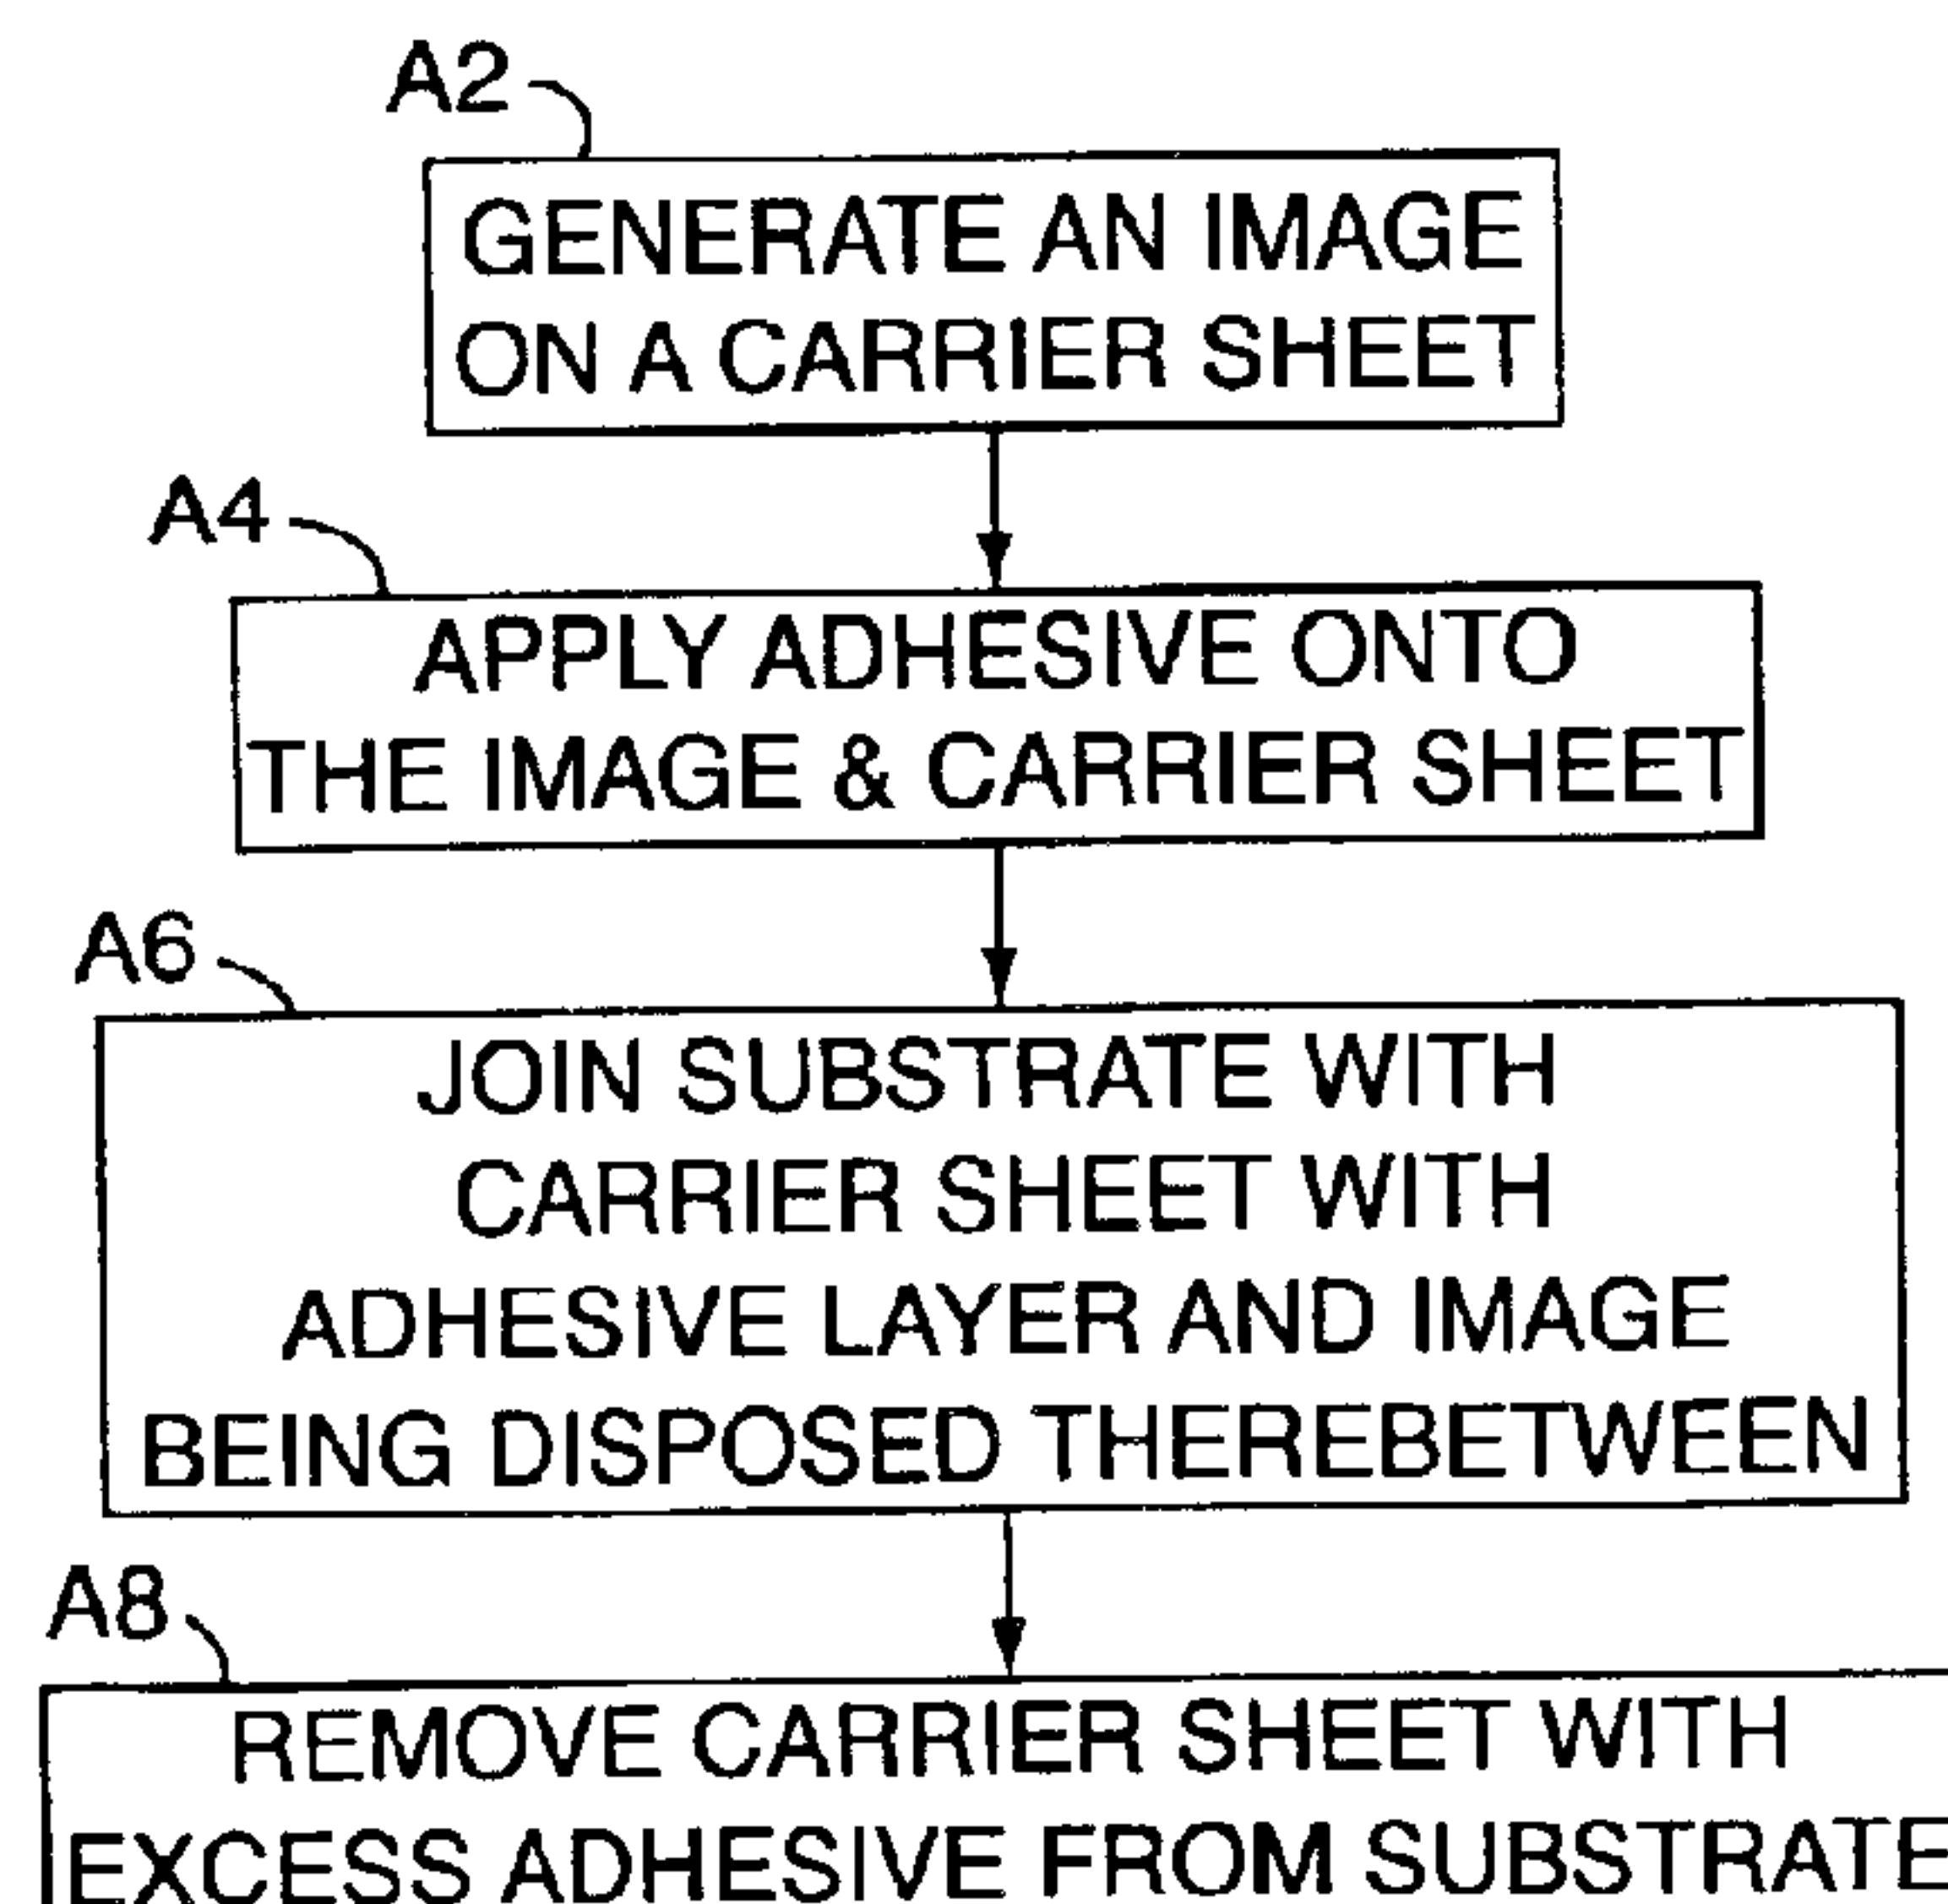 A2
GENERATE AN IMAGE
ON A CARRIER SHEET
A4
APPLY ADHESIVE ONTO
THE IMAGE & CARRIER SHEET
A6
JOIN SUBSTRATE WITH
CARRIER SHEET WITH
ADHESIVE LAYER AND IMAGE
BEING DISPOSED THEREBETWEEN
A8
REMOVE CARRIER SHEET WITH
EXCESS ADHESIVE FROM SUBSTRATE